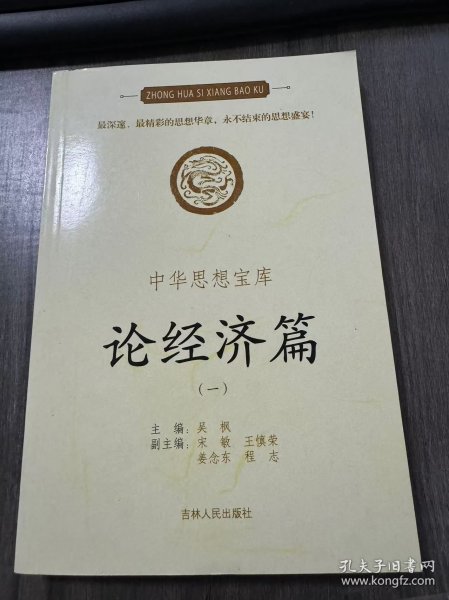 ZHONG HUA SI XIANG BAO KU
最深邃、最精彩的思想华章，永不结束的思想盛宴！
中华思想宝库
论经济篇
（一）
主　编：吴　枫
副主编：宋　敏　王慎荣
姜念东　程　志
吉林人民出版社
孔夫子旧书网
www.kongfz.com